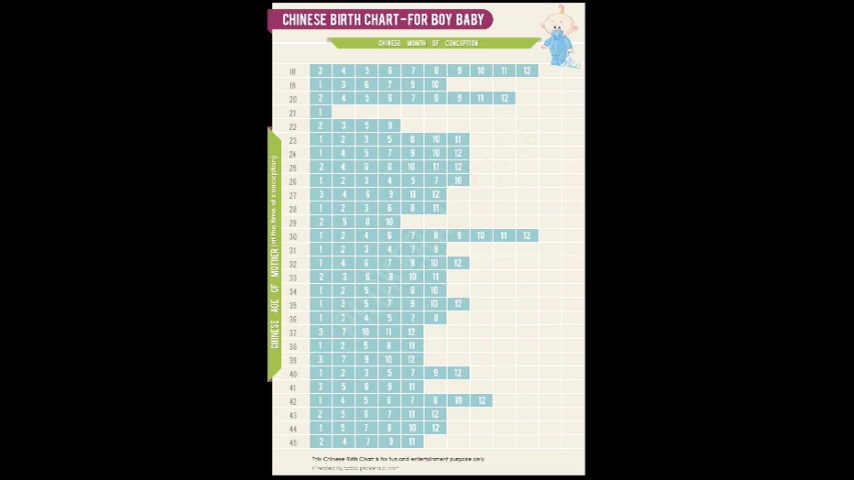 CHINESE BIRTH CHART-FOR BOY BABY
CHINESE MONTH OF CONCEPTION
CHINESE AGE OF MOTHER (at the time of conception)
18 2 4 5 6 7 8 9 10 11 12
19 1 3 6 7 9 10
20 2 4 5 6 7 8 9 11 12
21 1
22 2 3 5 8
23 1 2 3 5 6 10 11
24 1 4 5 7 9 10 12
25 2 4 6 8 10 11 12
26 1 2 3 4 5 7 10
27 3 4 6 9 11 12
28 1 2 3 6 8 11
29 2 5 8 10
30 1 2 4 6 7 8 9 10 11 12
31 1 2 3 4 7 9
32 1 4 6 7 9 10 12
33 2 3 6 8 10 11
34 1 2 5 7 8 10
35 1 3 5 7 9 10 12
36 1 3 4 5 7 8
37 3 7 10 11 12
38 1 2 5 8 11
39 3 7 9 10 12
40 1 2 3 5 7 9 12
41 3 5 6 9 11
42 1 4 5 6 7 8 10 12
43 2 5 6 7 11 12
44 1 5 7 8 10 12
45 2 4 7 9 11
This Chinese Birth Chart is for fun and entertainment purpose only
Created by